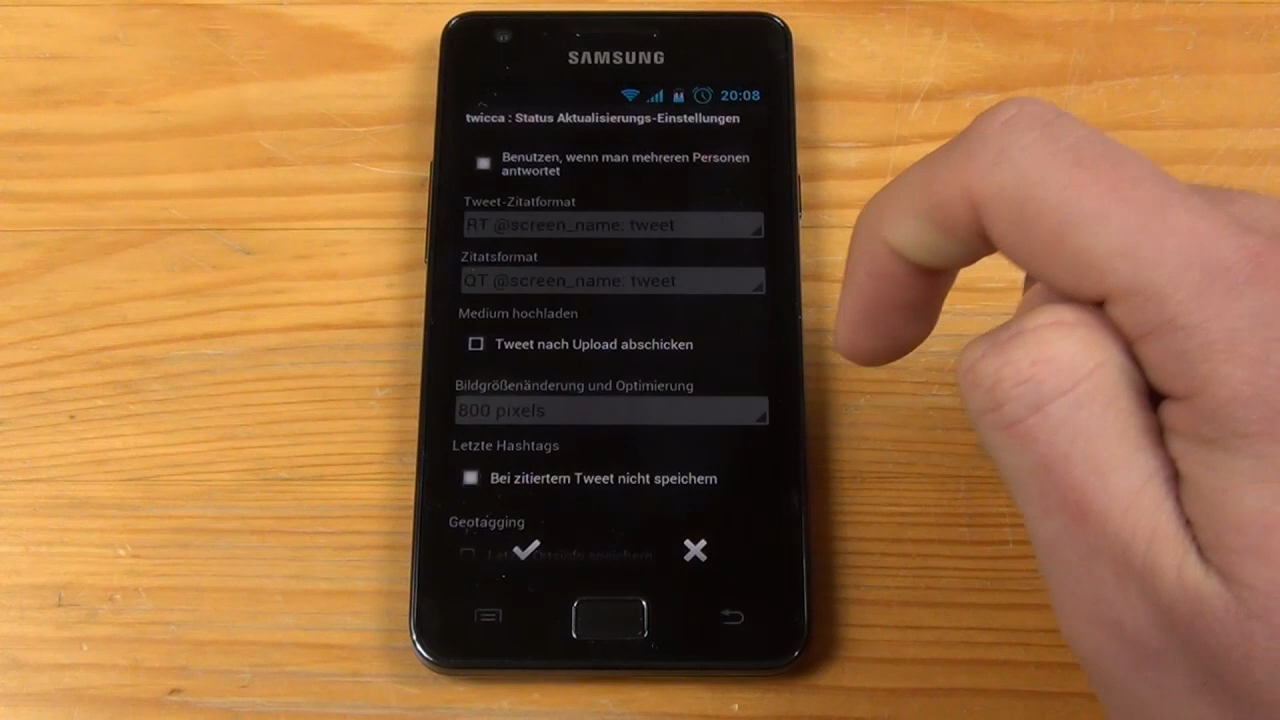 SAMSUNG
20:08
twicca : Status Aktualisierungs-Einstellungen
Benutzen, wenn man mehreren Personen
antwortet
Tweet-Zitatformat
RT @screen_name: tweet
Zitatsformat
QT @screen_name: tweet
Medium hochladen
Tweet nach Upload abschicken
Bildgrößenänderung und Optimierung
800 pixels
Letzte Hashtags
Bei zitiertem Tweet nicht speichern
Geotagging
speichern